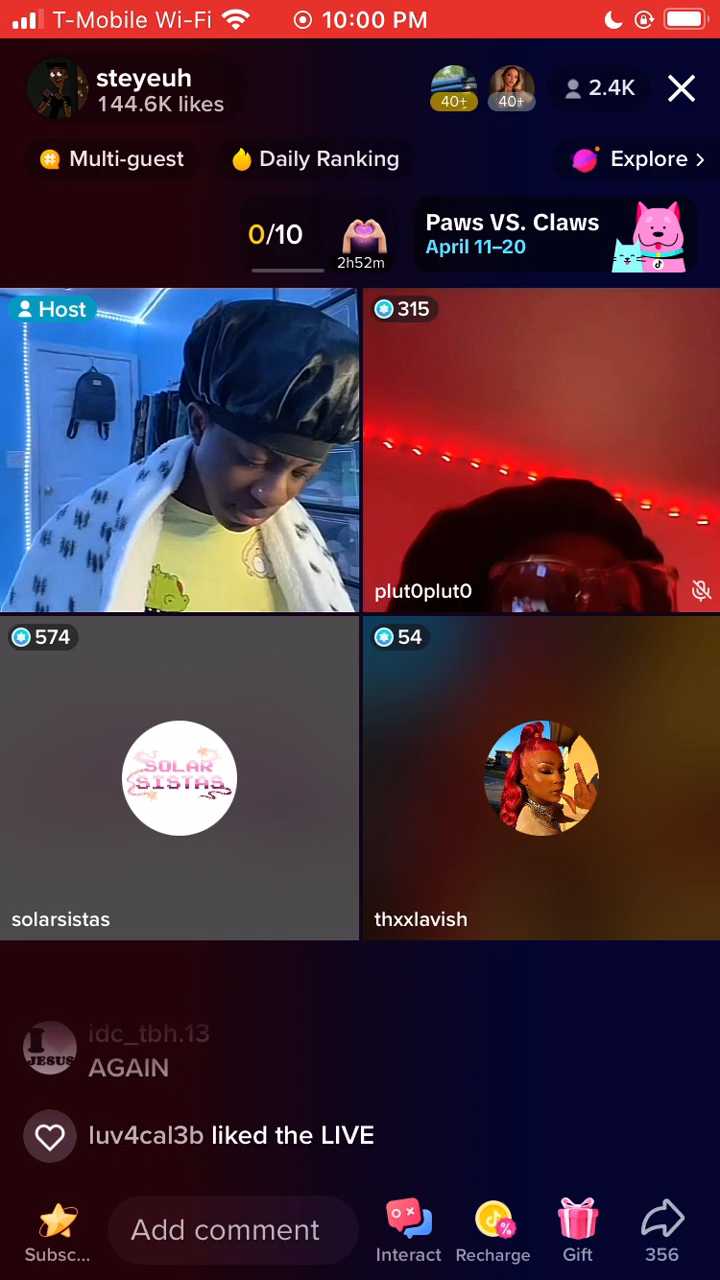 T-Mobile Wi-Fi 10:00 PM
steyeuh
144.6K likes
40+
40+
2.4K
Multi-guest
Daily Ranking
Explore >
0/10
2h52m
Paws VS. Claws
April 11–20
Host
315
plut0plut0
574
SOLAR
SISTAS
solarsistas
54
thxxlavish
I
JESUS
idc_tbh.13
AGAIN
luv4cal3b liked the LIVE
Subsc...
Add comment
Interact
Recharge
Gift
356